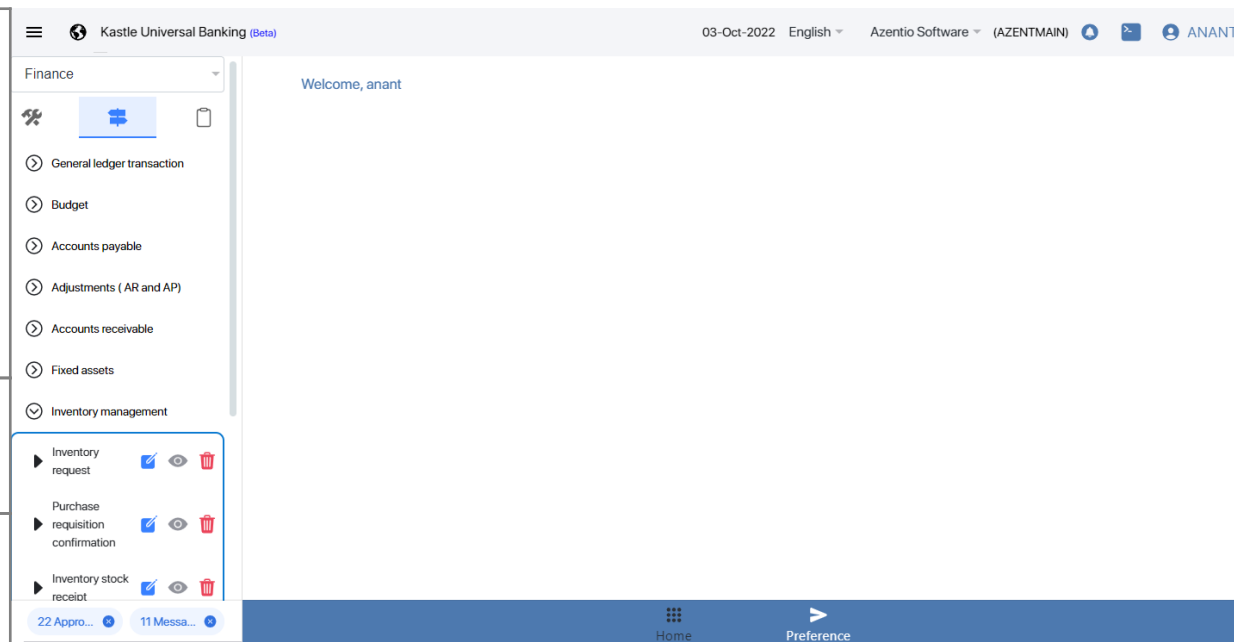 Kastle Universal Banking (Beta)
03-Oct-2022 English Azentio Software (AZENTMAIN) ANANT
Finance
Welcome, anant
General ledger transaction
Budget
Accounts payable
Adjustments ( AR and AP)
Accounts receivable
Fixed assets
Inventory management
Inventory
request
Purchase
requisition
confirmation
Inventory stock
receipt
22 Appro... 11 Messa...
Home
Preference